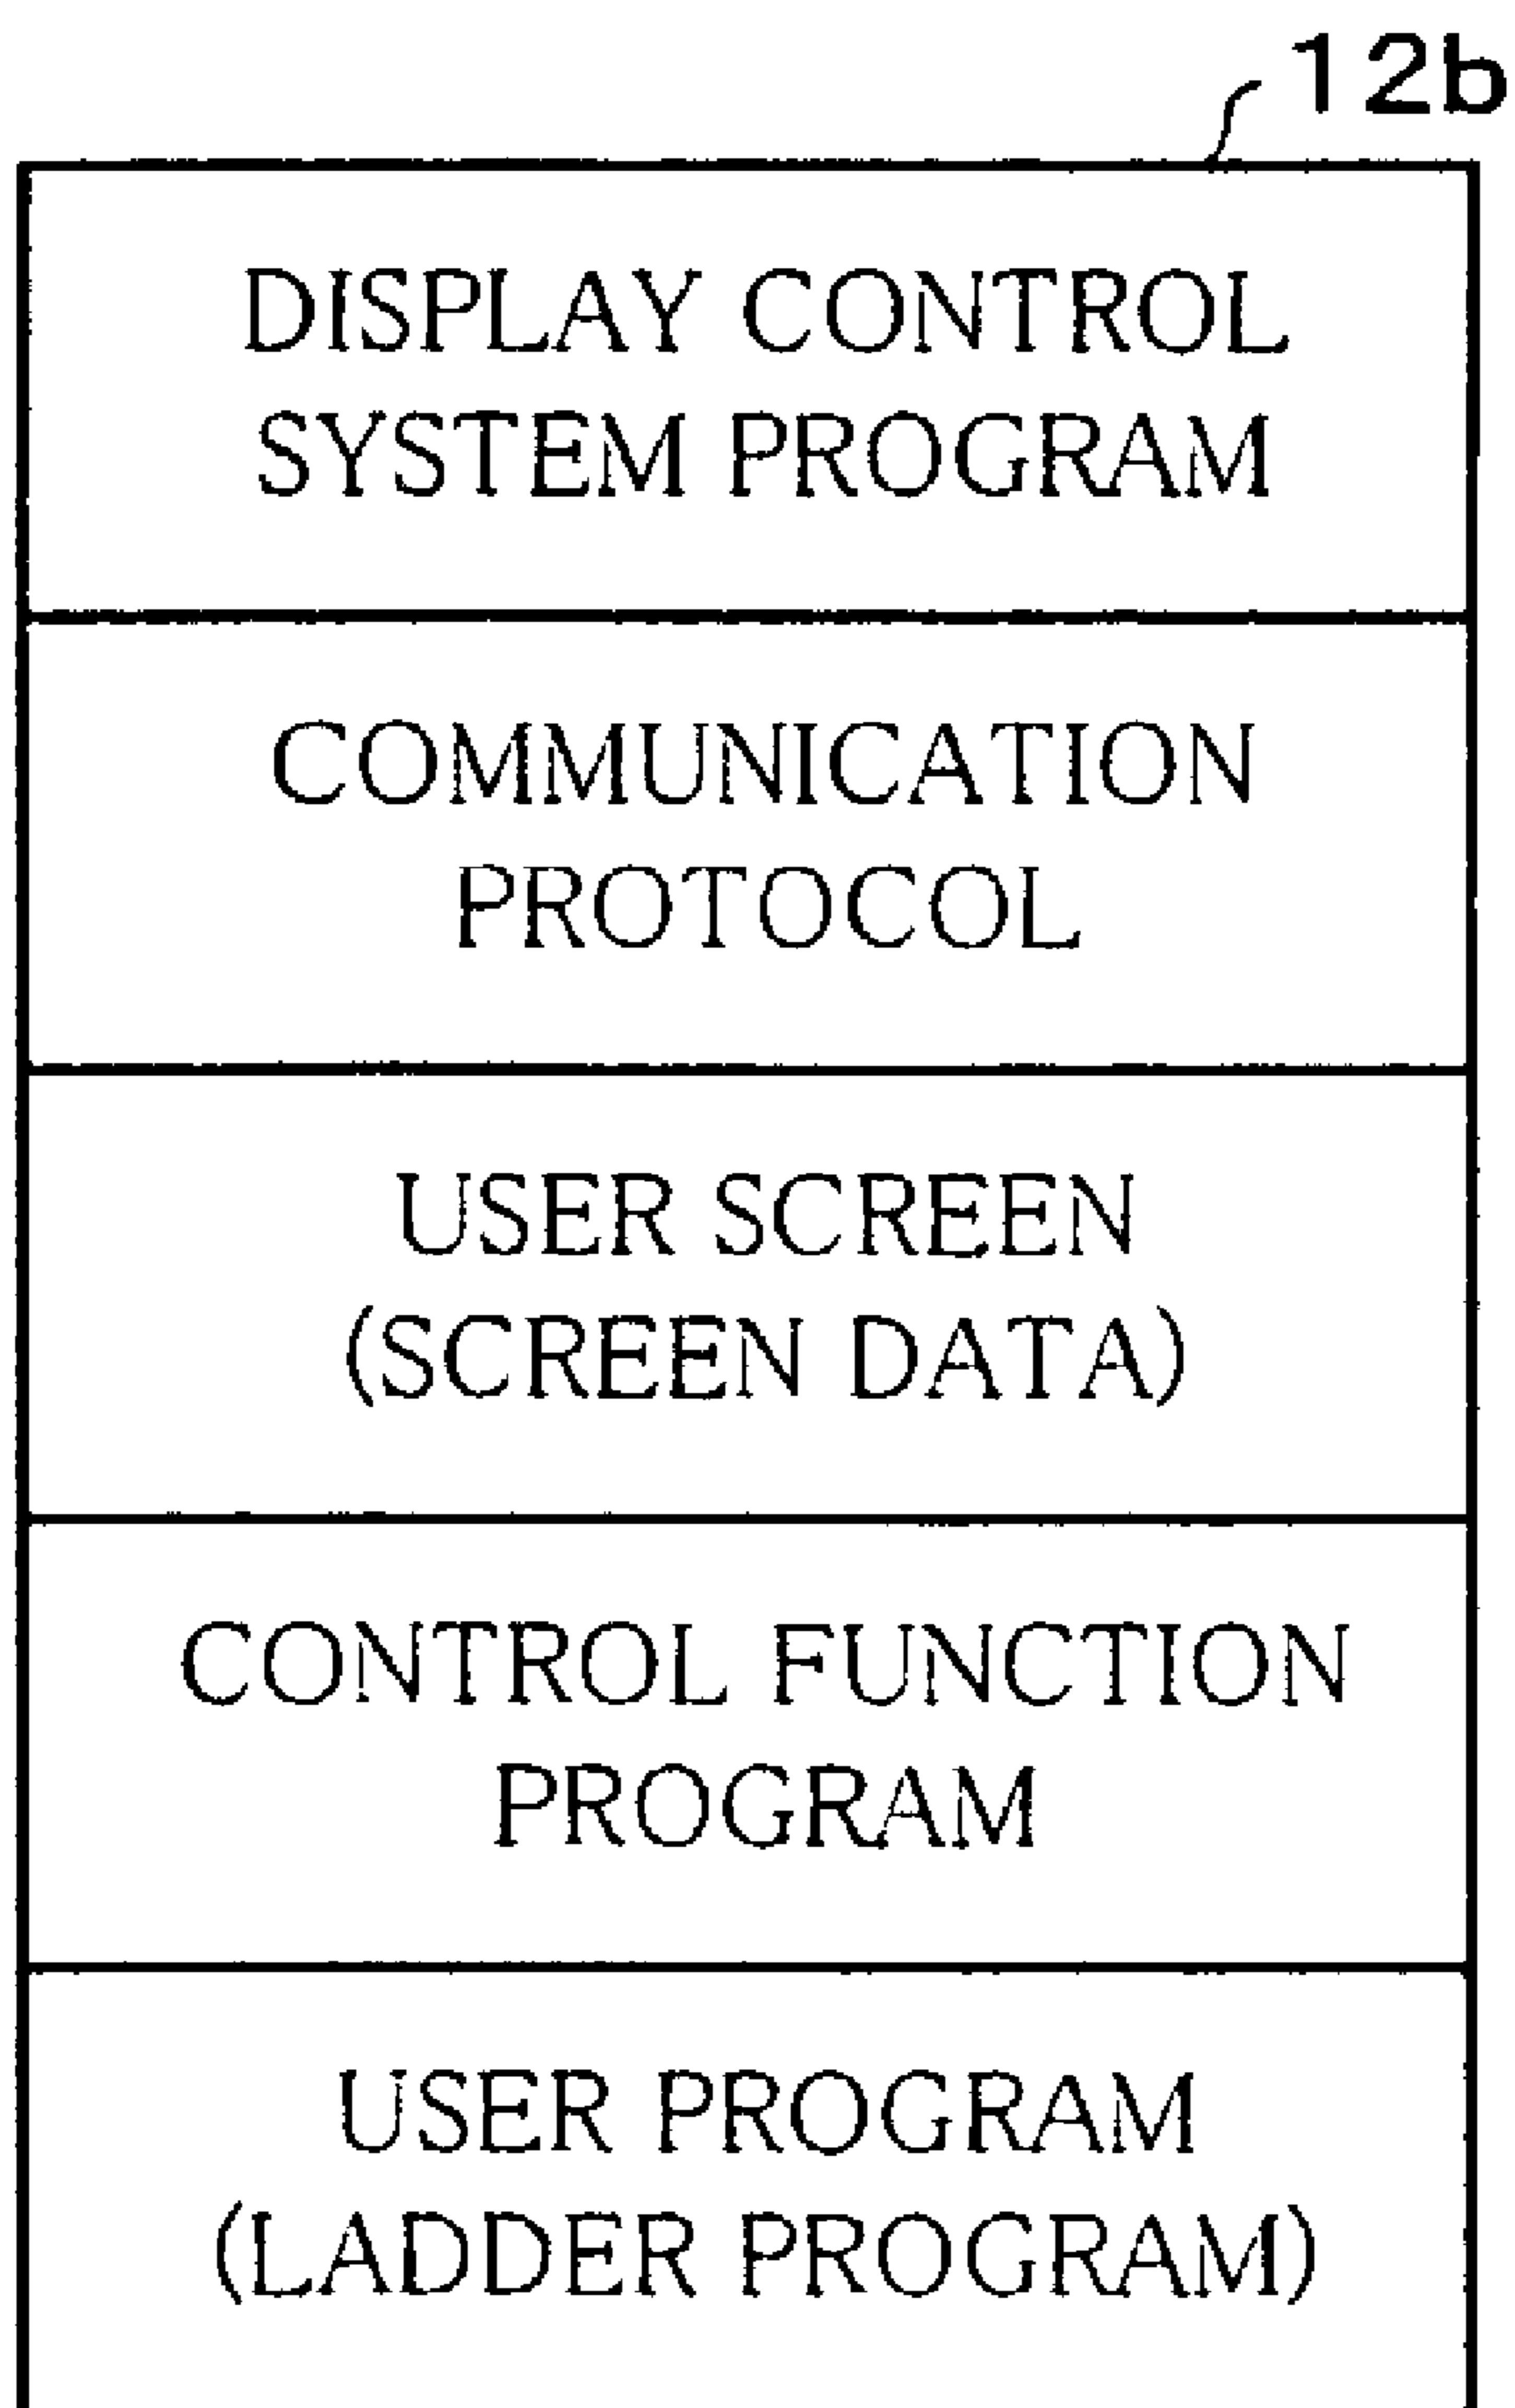 12b
DISPLAY CONTROL
SYSTEM PROGRAM
COMMUNICATION
PROTOCOL
USER SCREEN
(SCREEN DATA)
CONTROL FUNCTION
PROGRAM
USER PROGRAM
(LADDER PROGRAM)